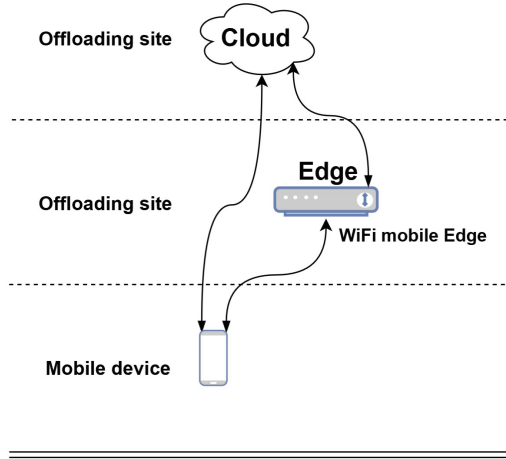 Offloading site
Cloud
Edge
Offloading site
WiFi mobile Edge
Mobile device